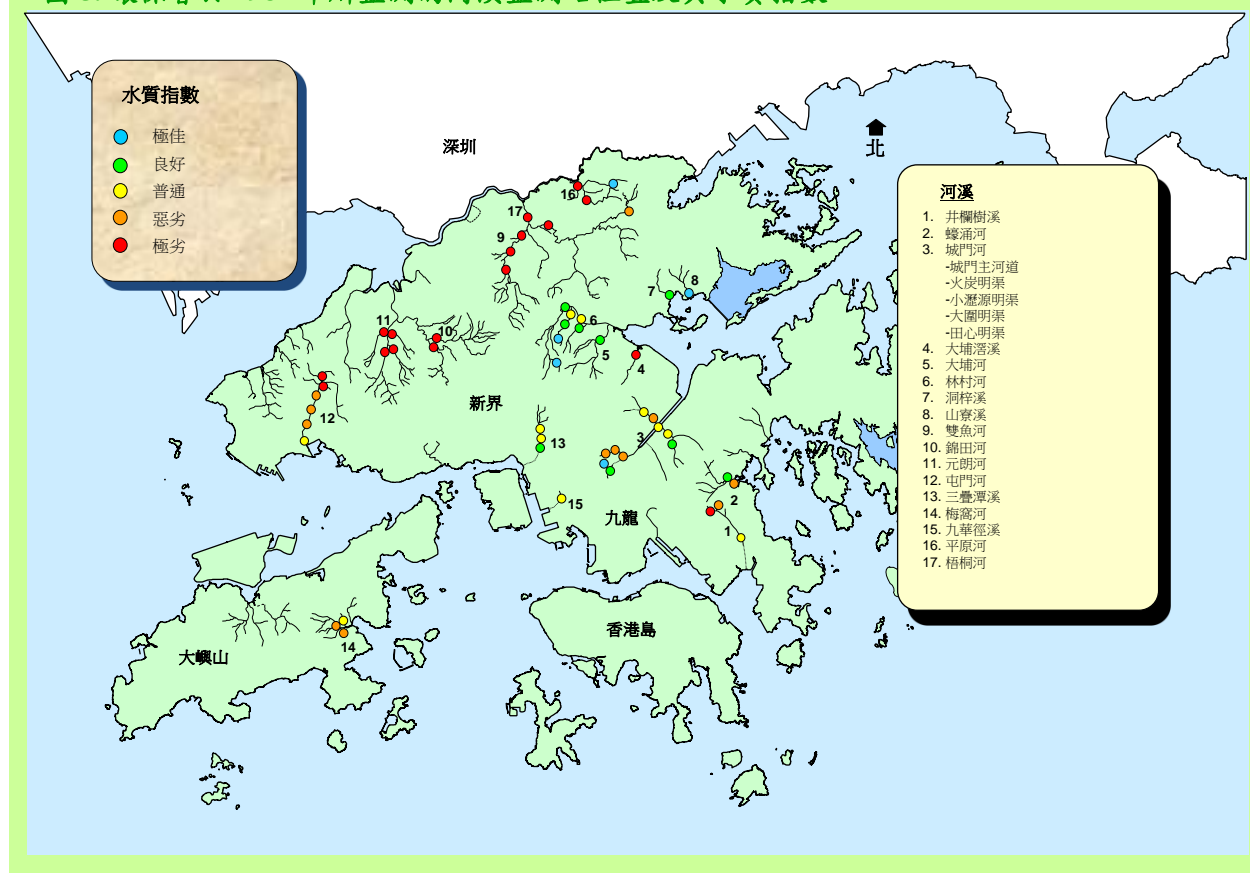 水質指數
極佳
良好
普通
惡劣
極劣
深圳
北
河溪
1. 井欄樹溪
2. 蠔涌河
3. 城門河
-城門主河道
-火炭明渠
-小瀝源明渠
-大圍明渠
-田心明渠
4. 大埔滘溪
5. 大埔河
6. 林村河
7. 洞梓溪
8. 山寮溪
9. 雙魚河
10. 錦田河
11. 元朗河
12. 屯門河
13. 三疊潭溪
14. 梅窩河
15. 九華徑溪
16. 平原河
17. 梧桐河
16
17
9
8
7
11
10
6
5
4
新界
12
3
13
15
九龍
2
1
香港島
大嶼山
14